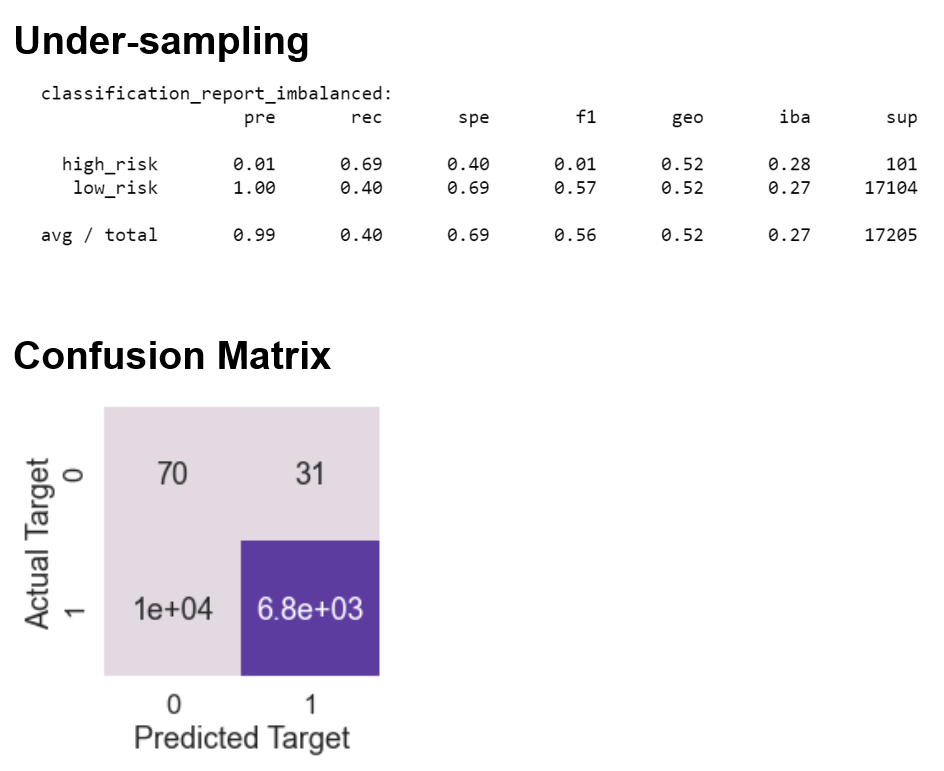 Under-sampling
classification_report_imbalanced:
pre rec spe f1 geo iba sup
high_risk 0.01 0.69 0.40 0.01 0.52 0.28 101
low_risk 1.00 0.40 0.69 0.57 0.52 0.27 17104
avg / total 0.99 0.40 0.69 0.56 0.52 0.27 17205
Confusion Matrix
Actual Target
0
70 31
1
1e+04 6.8e+03
0 1
Predicted Target